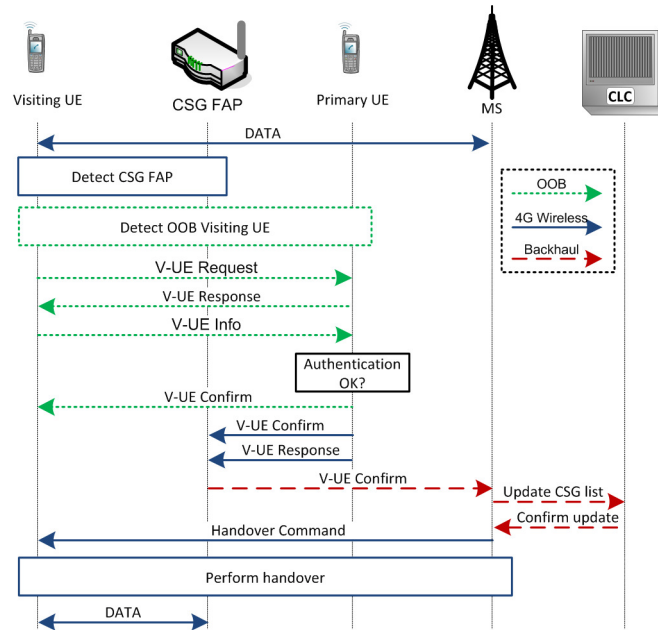 Visiting UE
CSG FAP
Primary UE
MS
CLC
DATA
Detect CSG FAP
OOB
4G Wireless
Backhaul
Detect OOB Visiting UE
V-UE Request
V-UE Response
V-UE Info
Authentication
OK?
V-UE Confirm
V-UE Confirm
V-UE Response
V-UE Confirm
Update CSG list
Confirm update
Handover Command
Perform handover
DATA